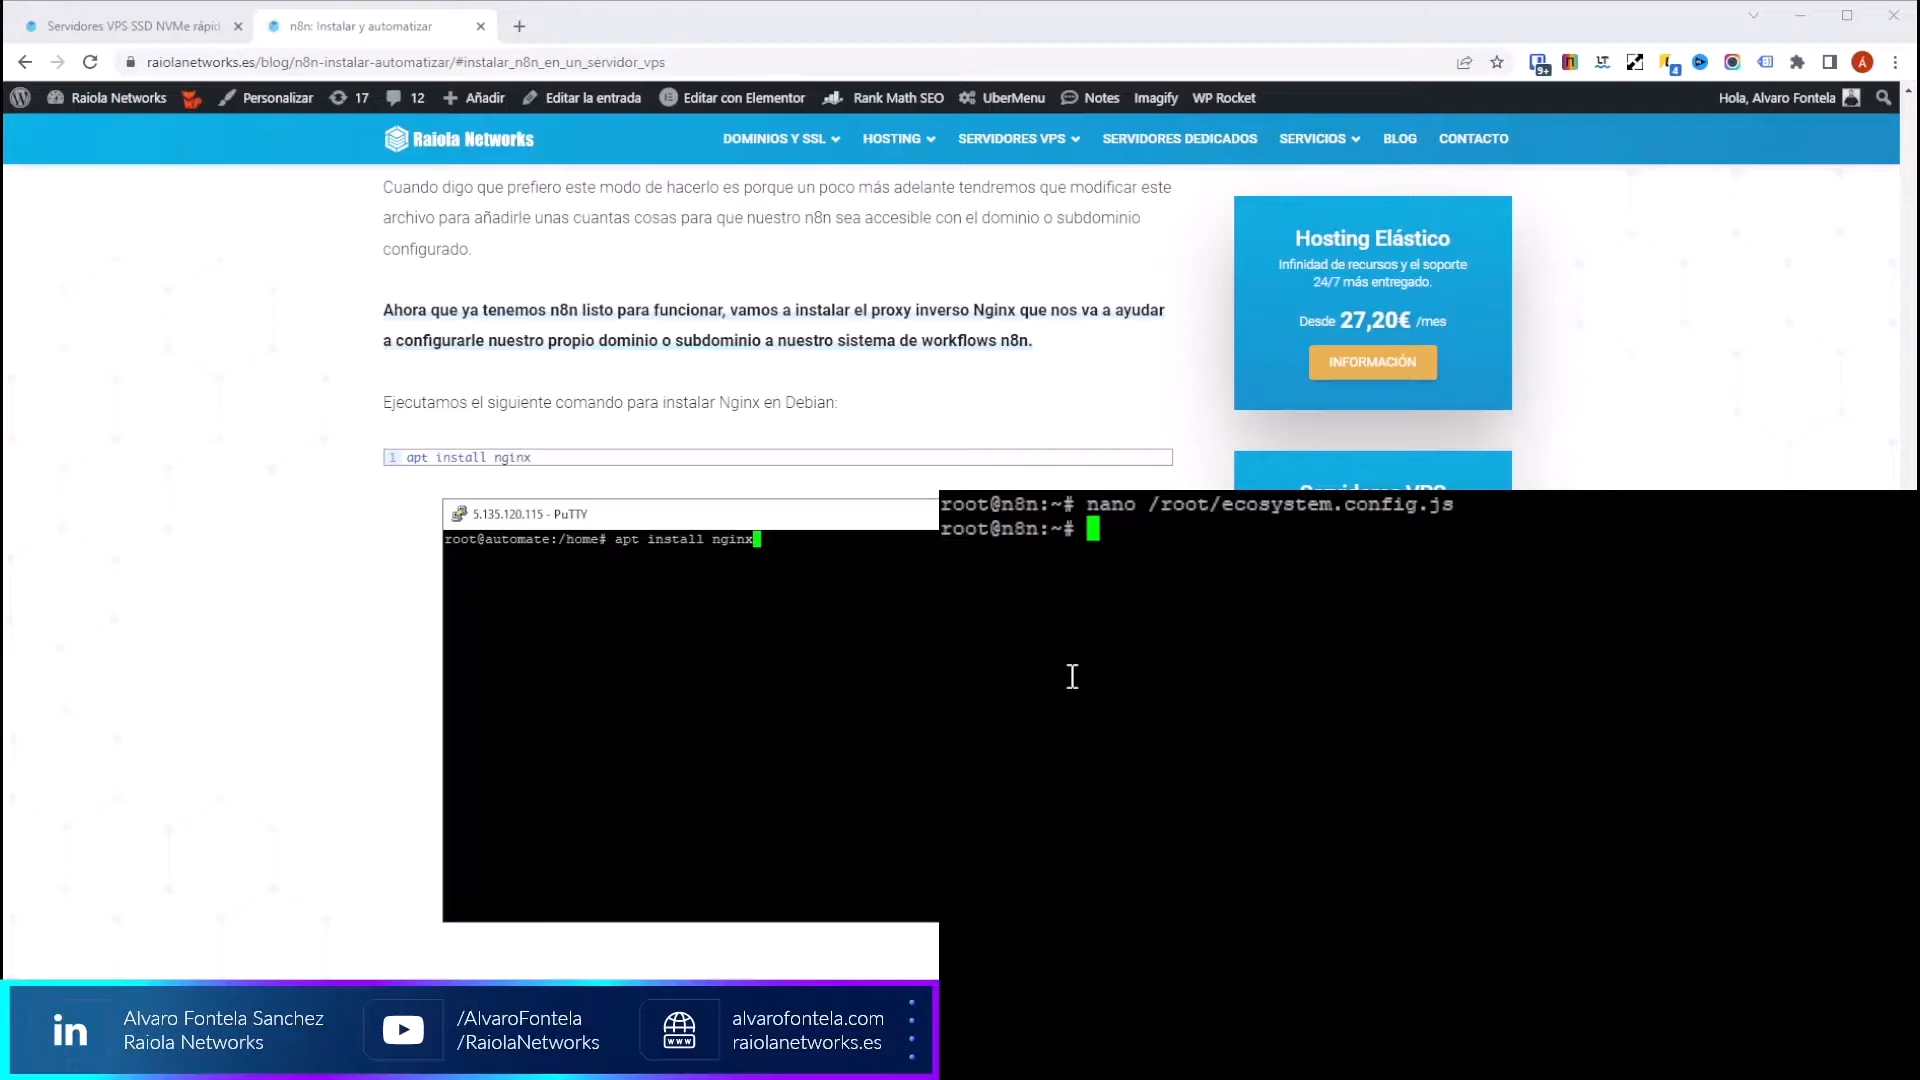 Servidores VPS SSD NVMe rápid
n8n: Instalar y automatizar
raiolanetworks.es/blog/n8n-instalar-automatizar/#instalar_n8n_en_un_servidor_vps
9+
LT
4
Á
Raiola Networks
Personalizar
17
12
Añadir
Editar la entrada
Editar con Elementor
Rank Math SEO
UberMenu
Notes
Imagify
WP Rocket
Hola, Alvaro Fontela
Raiola Networks
DOMINIOS Y SSL
HOSTING
SERVIDORES VPS
SERVIDORES DEDICADOS
SERVICIOS
BLOG
CONTACTO
Cuando digo que prefiero este modo de hacerlo es porque un poco más adelante tendremos que modificar este
archivo para añadirle unas cuantas cosas para que nuestro n8n sea accesible con el dominio o subdominio
configurado.
Ahora que ya tenemos n8n listo para funcionar, vamos a instalar el proxy inverso Nginx que nos va a ayudar
a configurarle nuestro propio dominio o subdominio a nuestro sistema de workflows n8n.
Ejecutamos el siguiente comando para instalar Nginx en Debian:
1 apt install nginx
Hosting Elástico
Infinidad de recursos y el soporte
24/7 más entregado.
Desde 27,20€ /mes
INFORMACIÓN
Servidores VPS
5.135.120.115 - PuTTY
root@automate:/home# apt install nginx
root@n8n:~# nano /root/ecosystem.config.js
root@n8n:~#
in
Alvaro Fontela Sanchez
Raiola Networks
/AlvaroFontela
/RaiolaNetworks
www
alvarofontela.com
raiolanetworks.es